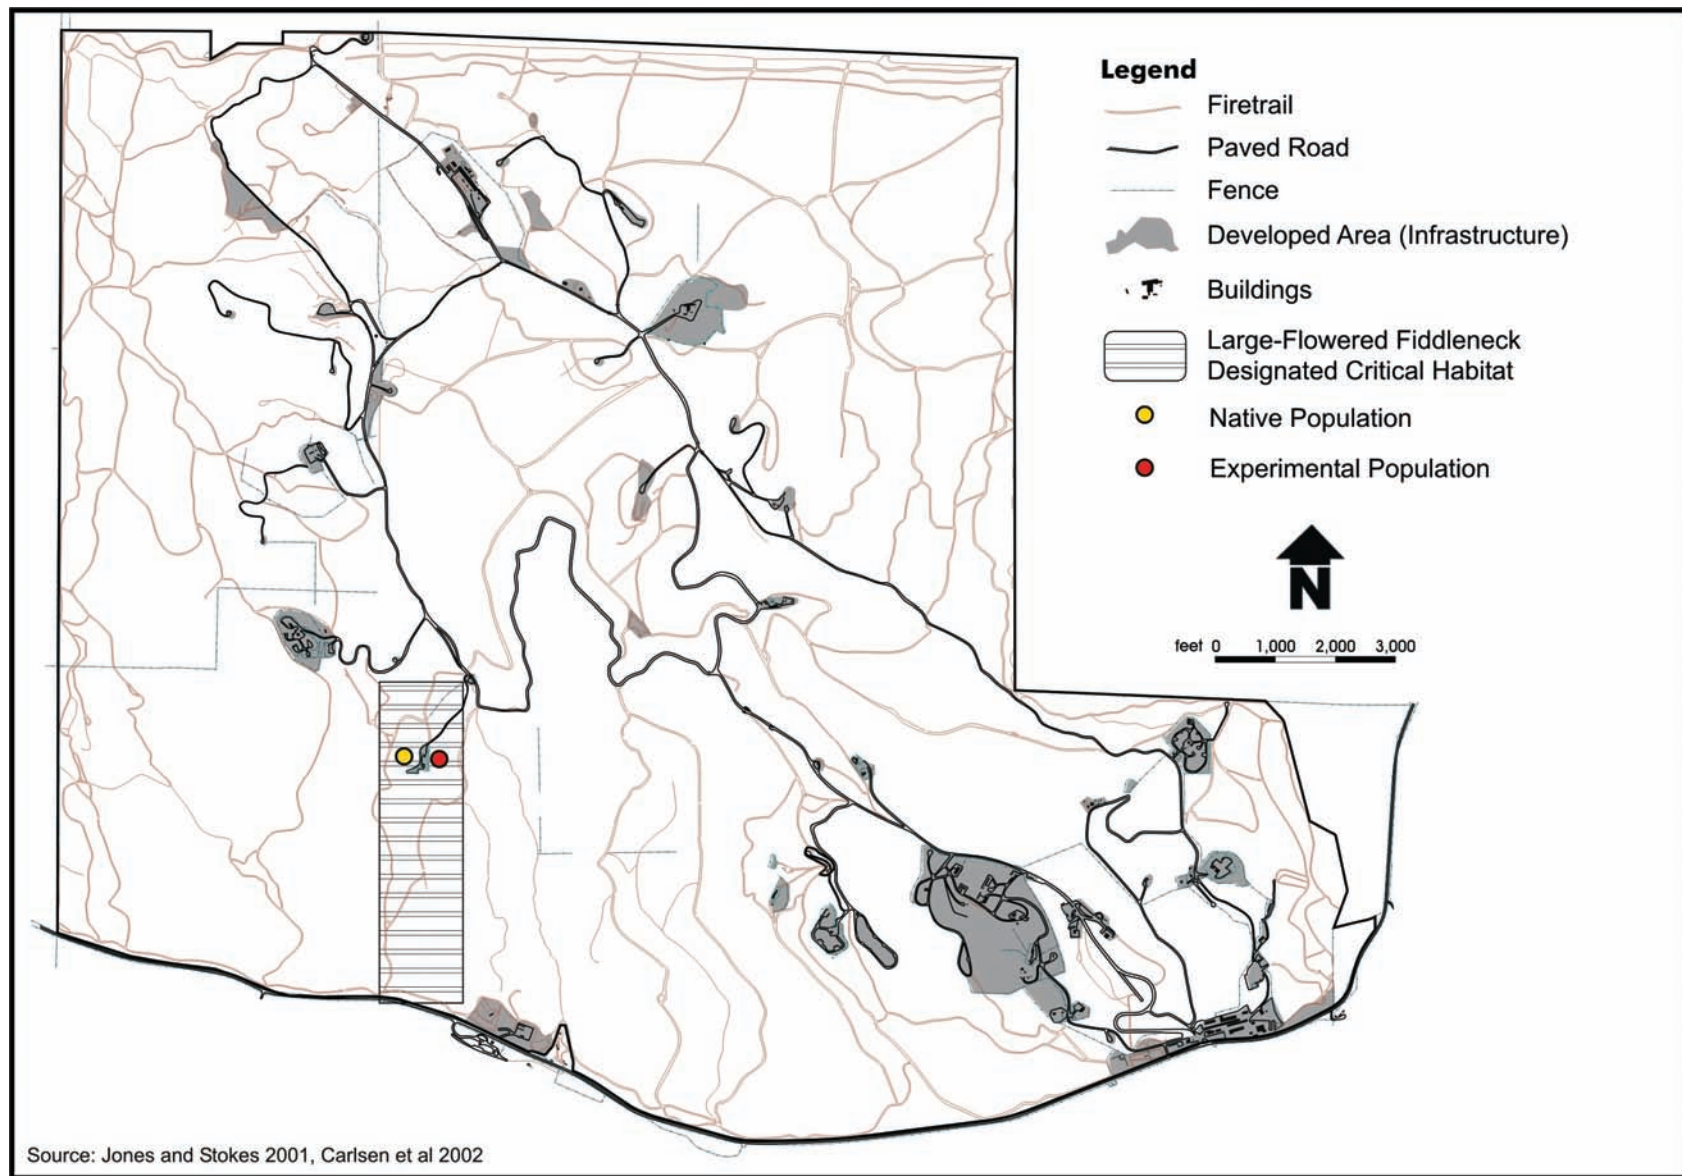 Legend
Firetrail
Paved Road
Fence
Developed Area (Infrastructure)
Buildings
Large-Flowered Fiddleneck
Designated Critical Habitat
Native Population
Experimental Population
N
feet 0 1,000 2,000 3,000
Source: Jones and Stokes 2001, Carlsen et al 2002